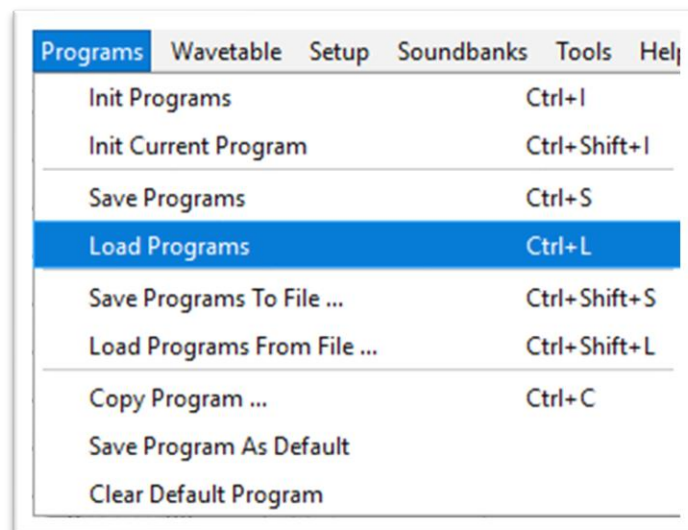 Programs Wavetable Setup Soundbanks Tools Help
Init Programs Ctrl+I
Init Current Program Ctrl+Shift+I
Save Programs Ctrl+S
Load Programs Ctrl+L
Save Programs To File ... Ctrl+Shift+S
Load Programs From File ... Ctrl+Shift+L
Copy Program ... Ctrl+C
Save Program As Default
Clear Default Program